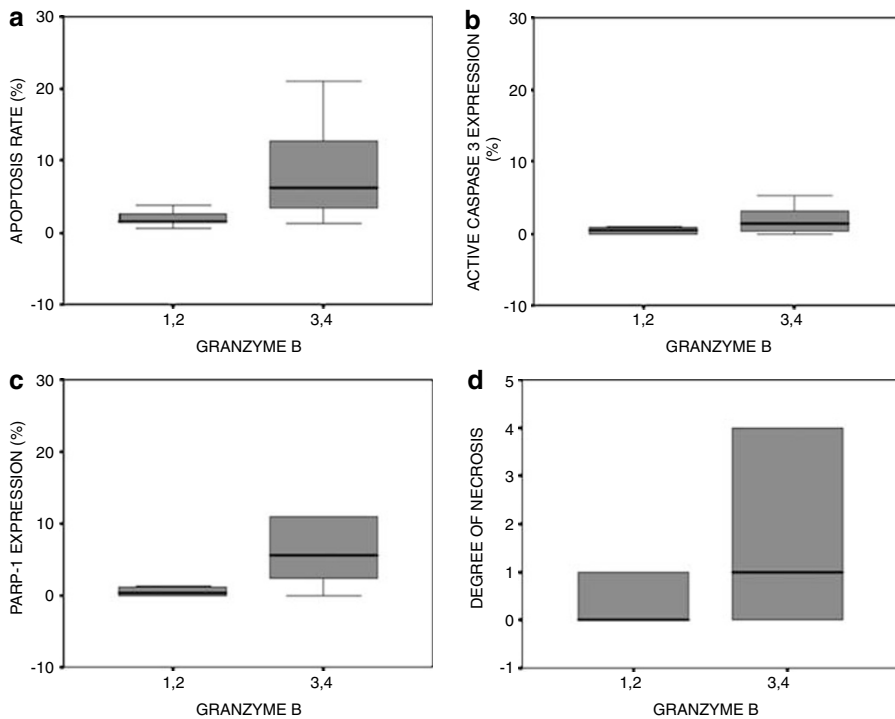 a
30
20
10
0
-10
APOPTOSIS RATE (%)
1,2
3,4
GRANZYME B
b
30
20
10
0
-10
ACTIVE CASPASE 3 EXPRESSION
(%)
1,2
3,4
GRANZYME B
c
30
20
10
0
-10
PARP-1 EXPRESSION (%)
1,2
3,4
GRANZYME B
d
5
4
3
2
1
0
-1
DEGREE OF NECROSIS
1,2
3,4
GRANZYME B